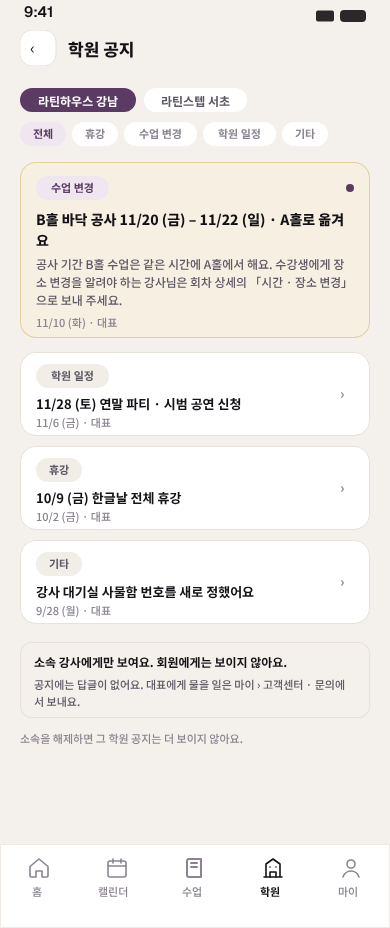 9:41
‹ 학원 공지
라틴하우스 강남 라틴스텝 서초
전체 휴강 수업 변경 학원 일정 기타
수업 변경
B홀 바닥 공사 11/20 (금) – 11/22 (일) · A홀로 옮겨
요
공사 기간 B홀 수업은 같은 시간에 A홀에서 해요. 수강생에게 장
소 변경을 알려야 하는 강사님은 회차 상세의 「시간 · 장소 변경」
으로 보내 주세요.
11/10 (화) · 대표
학원 일정
11/28 (토) 연말 파티 · 시범 공연 신청 ›
11/6 (금) · 대표
휴강
10/9 (금) 한글날 전체 휴강 ›
10/2 (금) · 대표
기타
강사 대기실 사물함 번호를 새로 정했어요 ›
9/28 (월) · 대표
소속 강사에게만 보여요. 회원에게는 보이지 않아요.
공지에는 답글이 없어요. 대표에게 물을 일은 마이 › 고객센터 · 문의에
서 보내요.
소속을 해제하면 그 학원 공지는 더 보이지 않아요.
홈 캘린더 수업 학원 마이